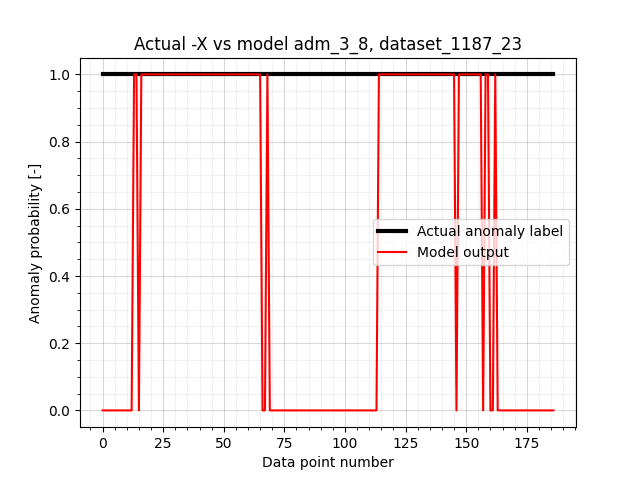 Actual -X vs model adm_3_8, dataset_1187_23
1.0
0.8
0.6
0.4
0.2
0.0
Anomaly probability [-]
Actual anomaly label
Model output
0 25 50 75 100 125 150 175
Data point number